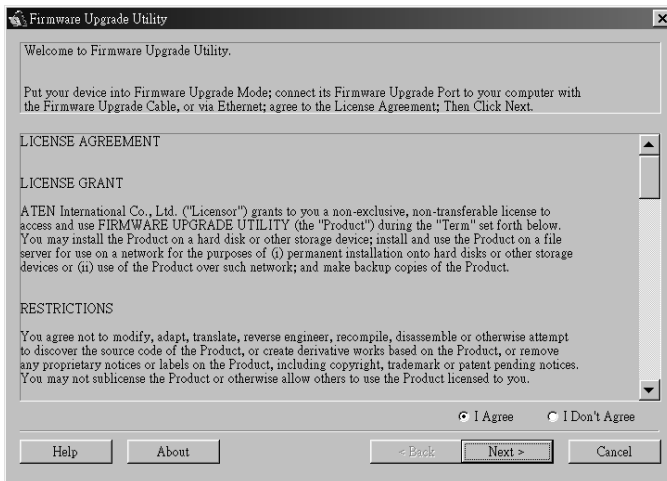 Firmware Upgrade Utility
Welcome to Firmware Upgrade Utility.
Put your device into Firmware Upgrade Mode; connect its Firmware Upgrade Port to your computer with
the Firmware Upgrade Cable, or via Ethernet; agree to the License Agreement; Then Click Next.
LICENSE AGREEMENT
LICENSE GRANT
ATEN International Co., Ltd. ("Licensor") grants to you a non-exclusive, non-transferable license to
access and use FIRMWARE UPGRADE UTILITY (the "Product") during the "Term" set forth below.
You may install the Product on a hard disk or other storage device; install and use the Product on a file
server for use on a network for the purposes of (i) permanent installation onto hard disks or other storage
devices or (ii) use of the Product over such network; and make backup copies of the Product.
RESTRICTIONS
You agree not to modify, adapt, translate, reverse engineer, recompile, disassemble or otherwise attempt
to discover the source code of the Product, or create derivative works based on the Product, or remove
any proprietary notices or labels on the Product, including copyright, trademark or patent pending notices.
You may not sublicense the Product or otherwise allow others to use the Product licensed to you.
I Agree I Don't Agree
Help About < Back Next > Cancel